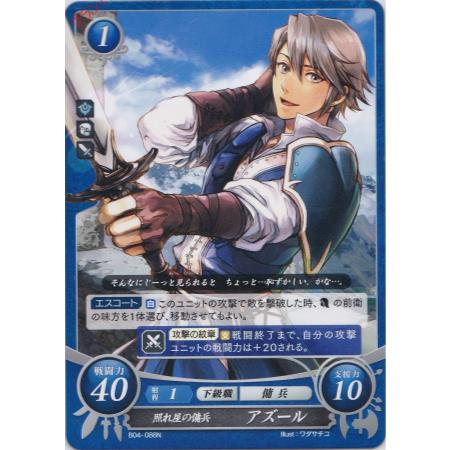 1
そんなにじーっと見られると ちょっと…恥ずかしい、かな…。
エスコート 自 このユニットの攻撃で敵を撃破した時、の前衛
の味方を1体選び、移動させてもよい。
攻撃の紋章 戦闘終了まで、自分の攻撃
ユニットの戦闘力は+20される。
戦闘力
40
射程 1 下級職 傭兵
支援力
10
照れ屋の傭兵 アズール
B04-088N
Illust:ワダサチコ